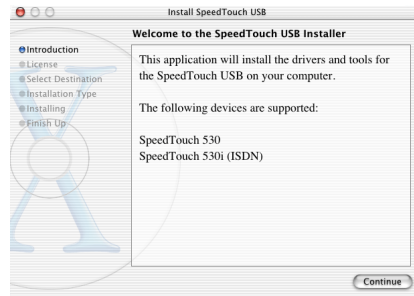 Install SpeedTouch USB
Welcome to the SpeedTouch USB Installer
Introduction
License
Select Destination
Installation Type
Installing
Finish Up
This application will install the drivers and tools for
the SpeedTouch USB on your computer.
The following devices are supported:
SpeedTouch 530
SpeedTouch 530i (ISDN)
Continue